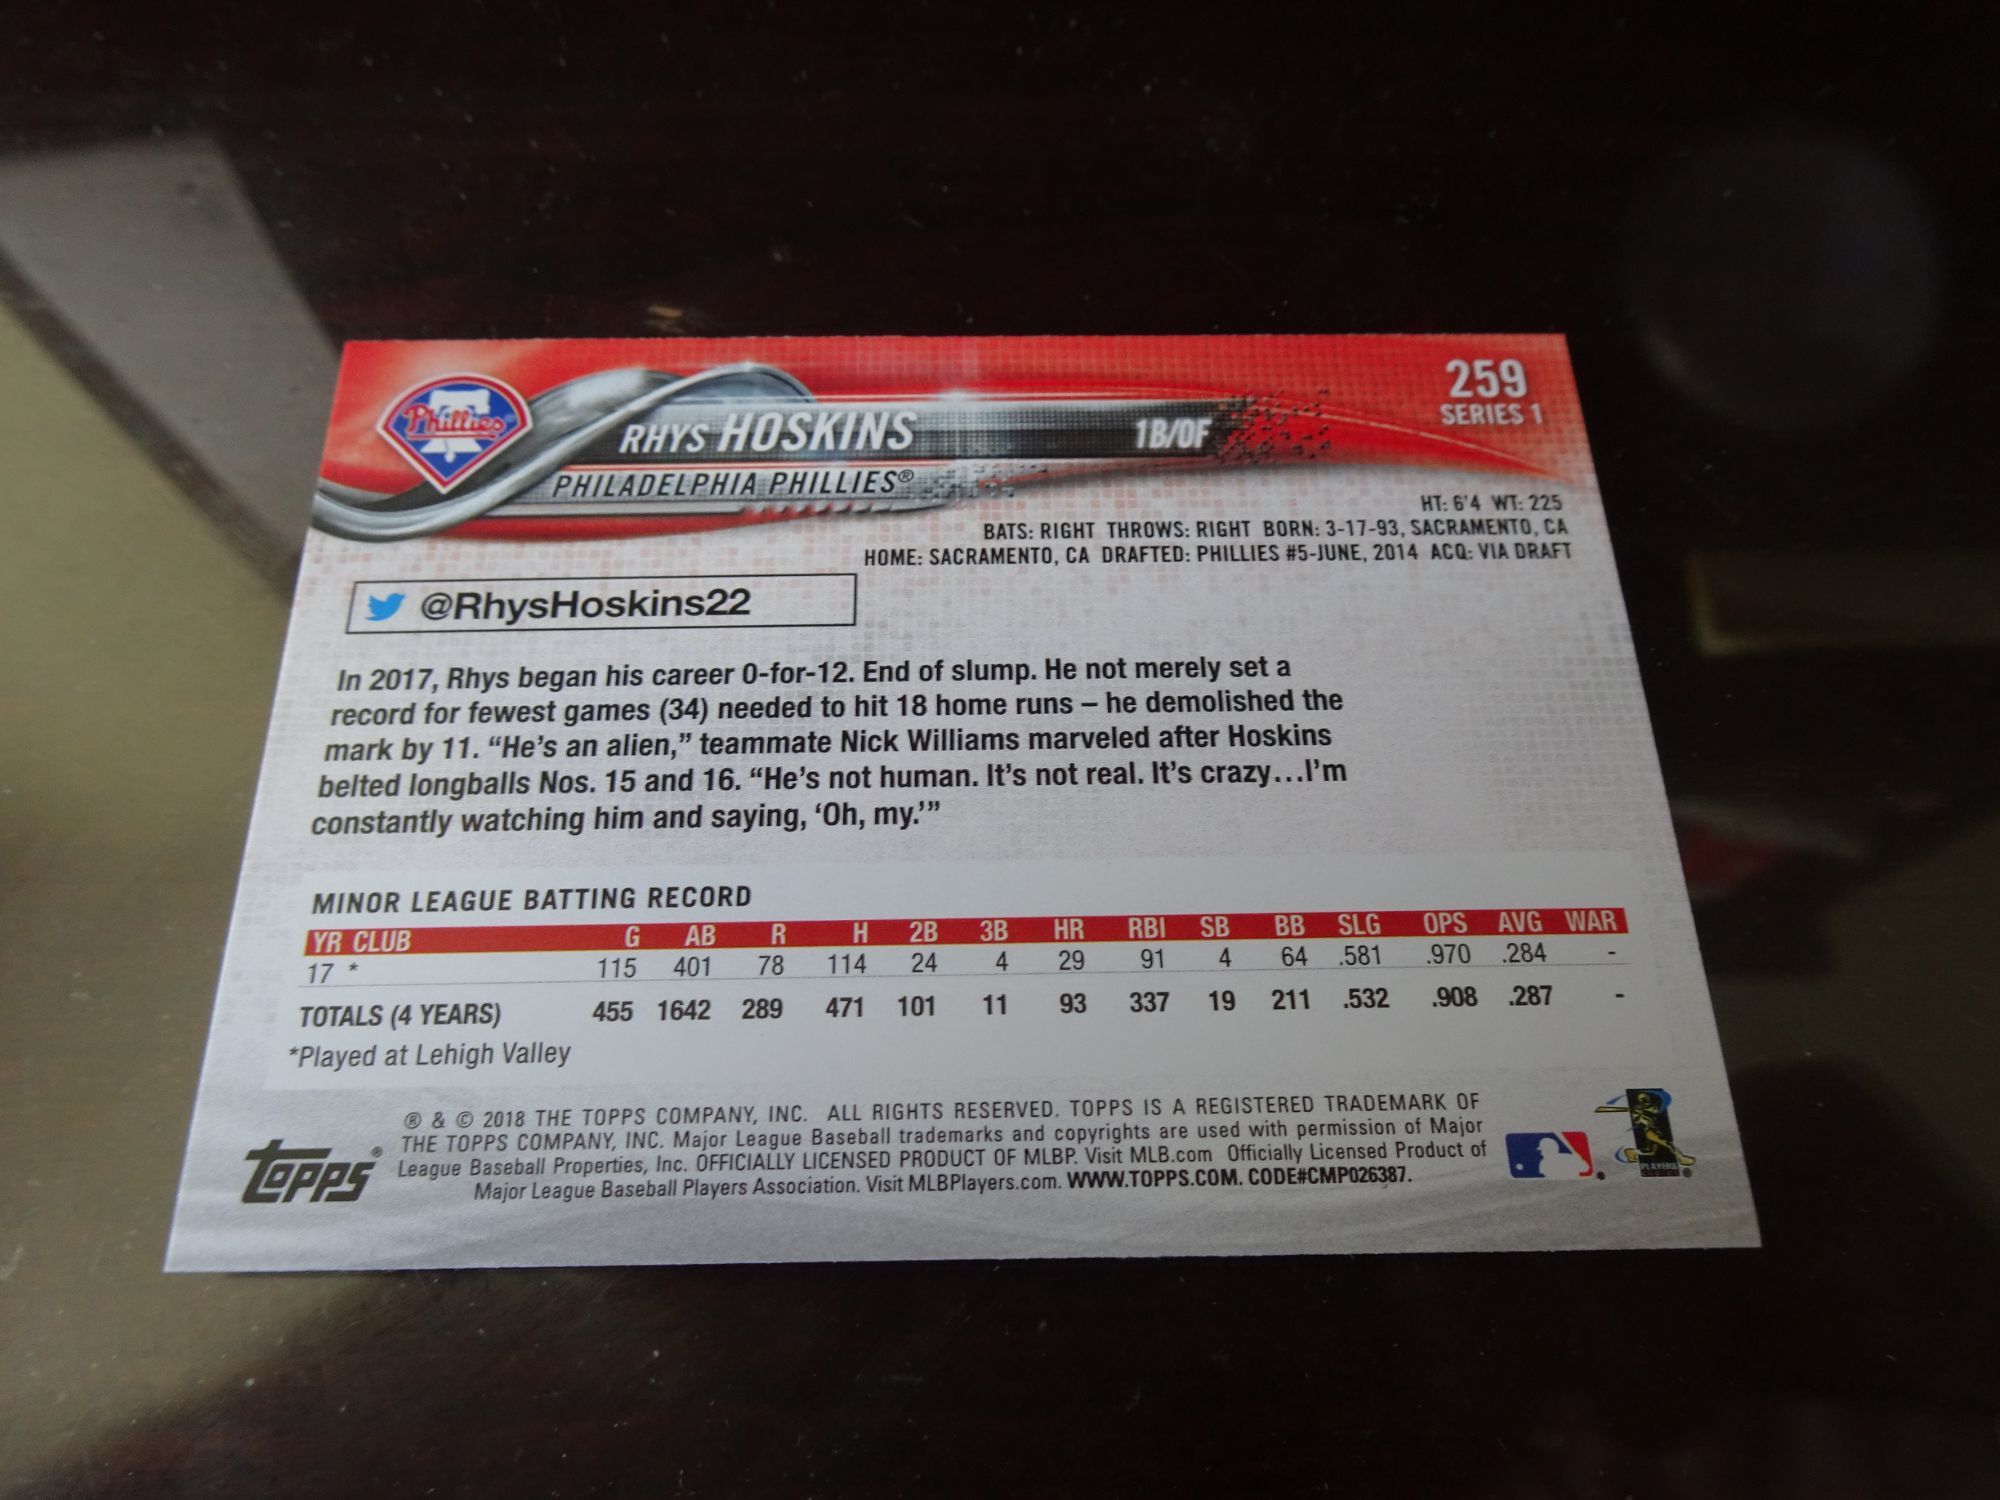 Phillies
259
SERIES 1
RHYS HOSKINS 1B/OF
PHILADELPHIA PHILLIES®
HT: 6'4 WT: 225
BATS: RIGHT THROWS: RIGHT BORN: 3-17-93, SACRAMENTO, CA
HOME: SACRAMENTO, CA DRAFTED: PHILLIES #5-JUNE, 2014 ACQ: VIA DRAFT
@RhysHoskins22
In 2017, Rhys began his career 0-for-12. End of slump. He not merely set a
record for fewest games (34) needed to hit 18 home runs – he demolished the
mark by 11. “He’s an alien,” teammate Nick Williams marveled after Hoskins
belted longballs Nos. 15 and 16. “He’s not human. It’s not real. It’s crazy…I’m
constantly watching him and saying, ‘Oh, my.’”
MINOR LEAGUE BATTING RECORD
YR CLUB G AB R H 2B 3B HR RBI SB BB SLG OPS AVG WAR
17 * 115 401 78 114 24 4 29 91 4 64 .581 .970 .284 -
TOTALS (4 YEARS) 455 1642 289 471 101 11 93 337 19 211 .532 .908 .287 -
*Played at Lehigh Valley
® & © 2018 THE TOPPS COMPANY, INC. ALL RIGHTS RESERVED. TOPPS IS A REGISTERED TRADEMARK OF
THE TOPPS COMPANY, INC. Major League Baseball trademarks and copyrights are used with permission of Major
League Baseball Properties, Inc. OFFICIALLY LICENSED PRODUCT OF MLBP. Visit MLB.com Officially Licensed Product of
Major League Baseball Players Association. Visit MLBPlayers.com. WWW.TOPPS.COM. CODE#CMP026387.
topps®
PLAYERS